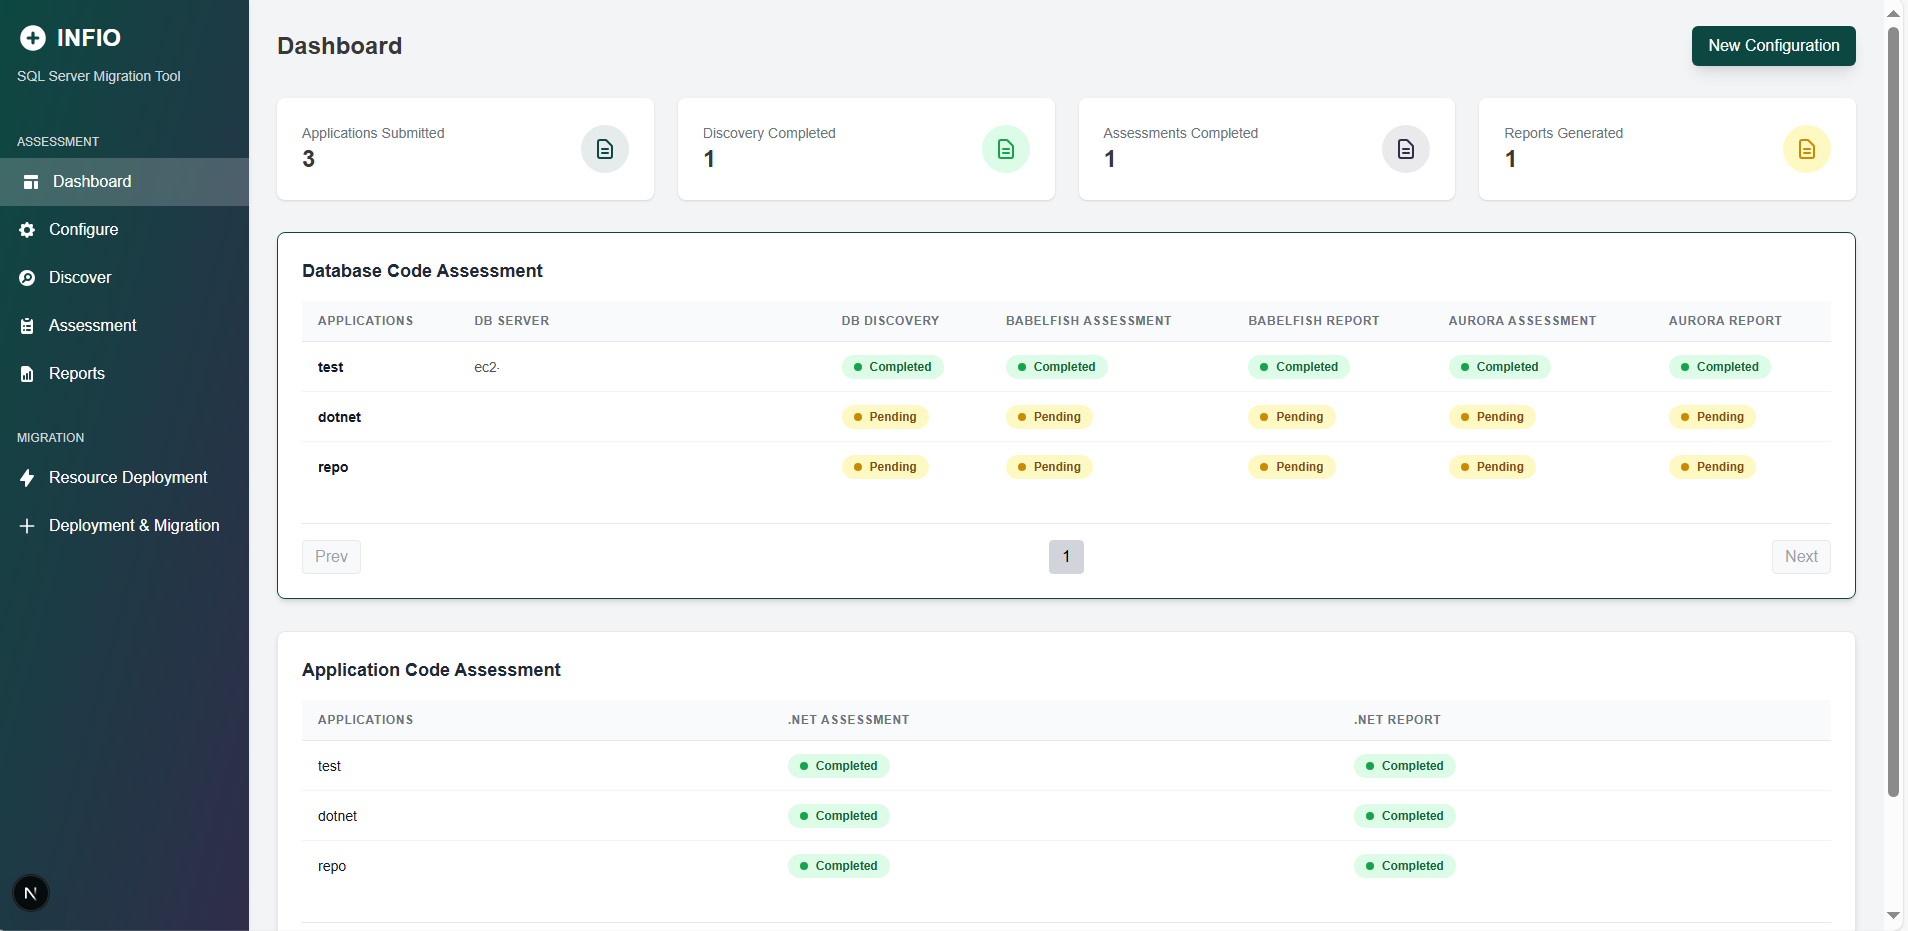 INFIO
SQL Server Migration Tool
ASSESSMENT
Dashboard
Configure
Discover
Assessment
Reports
MIGRATION
Resource Deployment
Deployment & Migration
N
Dashboard
New Configuration
Applications Submitted
3
Discovery Completed
1
Assessments Completed
1
Reports Generated
1
Database Code Assessment
APPLICATIONS DB SERVER DB DISCOVERY BABELFISH ASSESSMENT BABELFISH REPORT AURORA ASSESSMENT AURORA REPORT
test ec2- Completed Completed Completed Completed Completed
dotnet Pending Pending Pending Pending Pending
repo Pending Pending Pending Pending Pending
Prev 1 Next
Application Code Assessment
APPLICATIONS .NET ASSESSMENT .NET REPORT
test Completed Completed
dotnet Completed Completed
repo Completed Completed